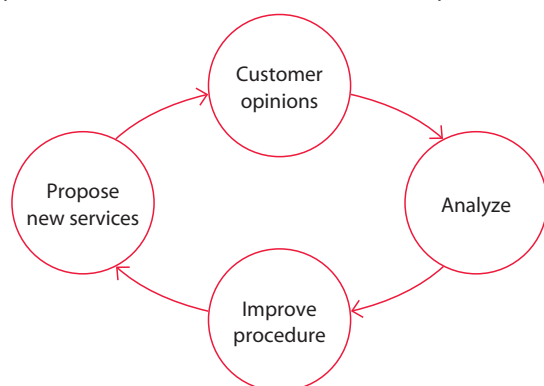 Customer
opinions
Analyze
Improve
procedure
Propose
new services